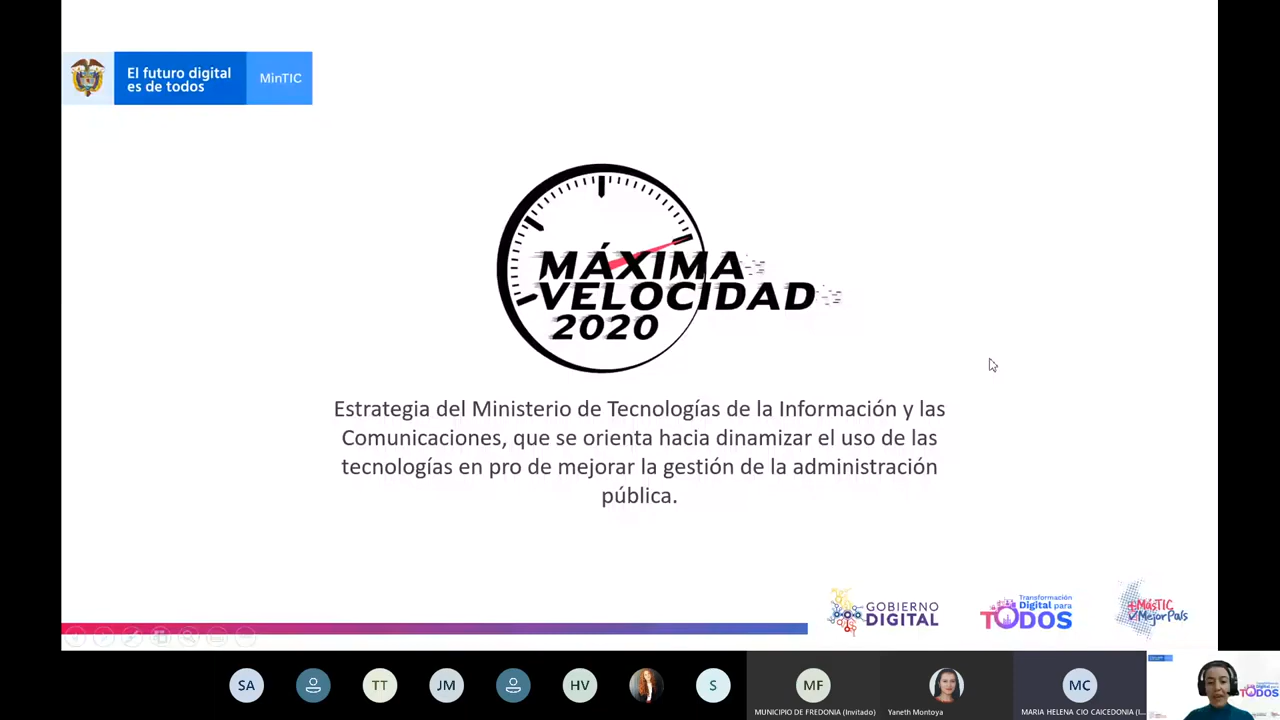 El futuro digital
es de todos
MinTIC
MÁXIMA
VELOCIDAD
2020
Estrategia del Ministerio de Tecnologías de la Información y las
Comunicaciones, que se orienta hacia dinamizar el uso de las
tecnologías en pro de mejorar la gestión de la administración
pública.
GOBIERNO
DIGITAL
Transformación
Digital para
TODOS
+MásTIC
MejorPaís
SA
TT
JM
HV
S
MF
MC
MUNICIPIO DE FREDONIA (Invitado)
Yaneth Montoya
MARIA HELENA CIO CAICEDONIA (I...
TODOS